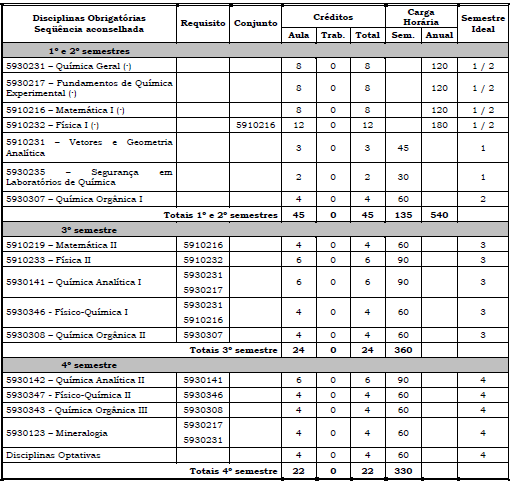 Disciplinas Obrigatórias Seqüência aconselhada | Requisito | Conjunto | Créditos | Carga Horária | Semestre Ideal
Aula | Trab. | Total | Sem. | Anual
1º e 2º semestres
5930231 – Química Geral (·) 8 0 8 120 1 / 2
5930217 – Fundamentos de Química Experimental (·) 8 0 8 120 1 / 2
5910216 – Matemática I (·) 8 0 8 120 1 / 2
5910232 – Física I (·) 5910216 12 0 12 180 1 / 2
5910231 – Vetores e Geometria Analítica 3 0 3 45 1
5930235 – Segurança em Laboratórios de Química 2 0 2 30 1
5930307 – Química Orgânica I 4 0 4 60 2
Totais 1º e 2º semestres 45 0 45 135 540
3º semestre
5910219 – Matemática II 5910216 4 0 4 60 3
5910233 – Física II 5910232 6 0 6 90 3
5930141 – Química Analítica I 5930231 5930217 6 0 6 90 3
5930346 - Físico-Química I 5930231 5910216 4 0 4 60 3
5930308 – Química Orgânica II 5930307 4 0 4 60 3
Totais 3º semestre 24 0 24 360
4º semestre
5930142 – Química Analítica II 5930141 6 0 6 90 4
5930347 - Físico-Química II 5930346 4 0 4 60 4
5930343 - Química Orgânica III 5930308 4 0 4 60 4
5930123 – Mineralogia 5930217 5930231 4 0 4 60 4
Disciplinas Optativas 4 0 4 60 4
Totais 4º semestre 22 0 22 330